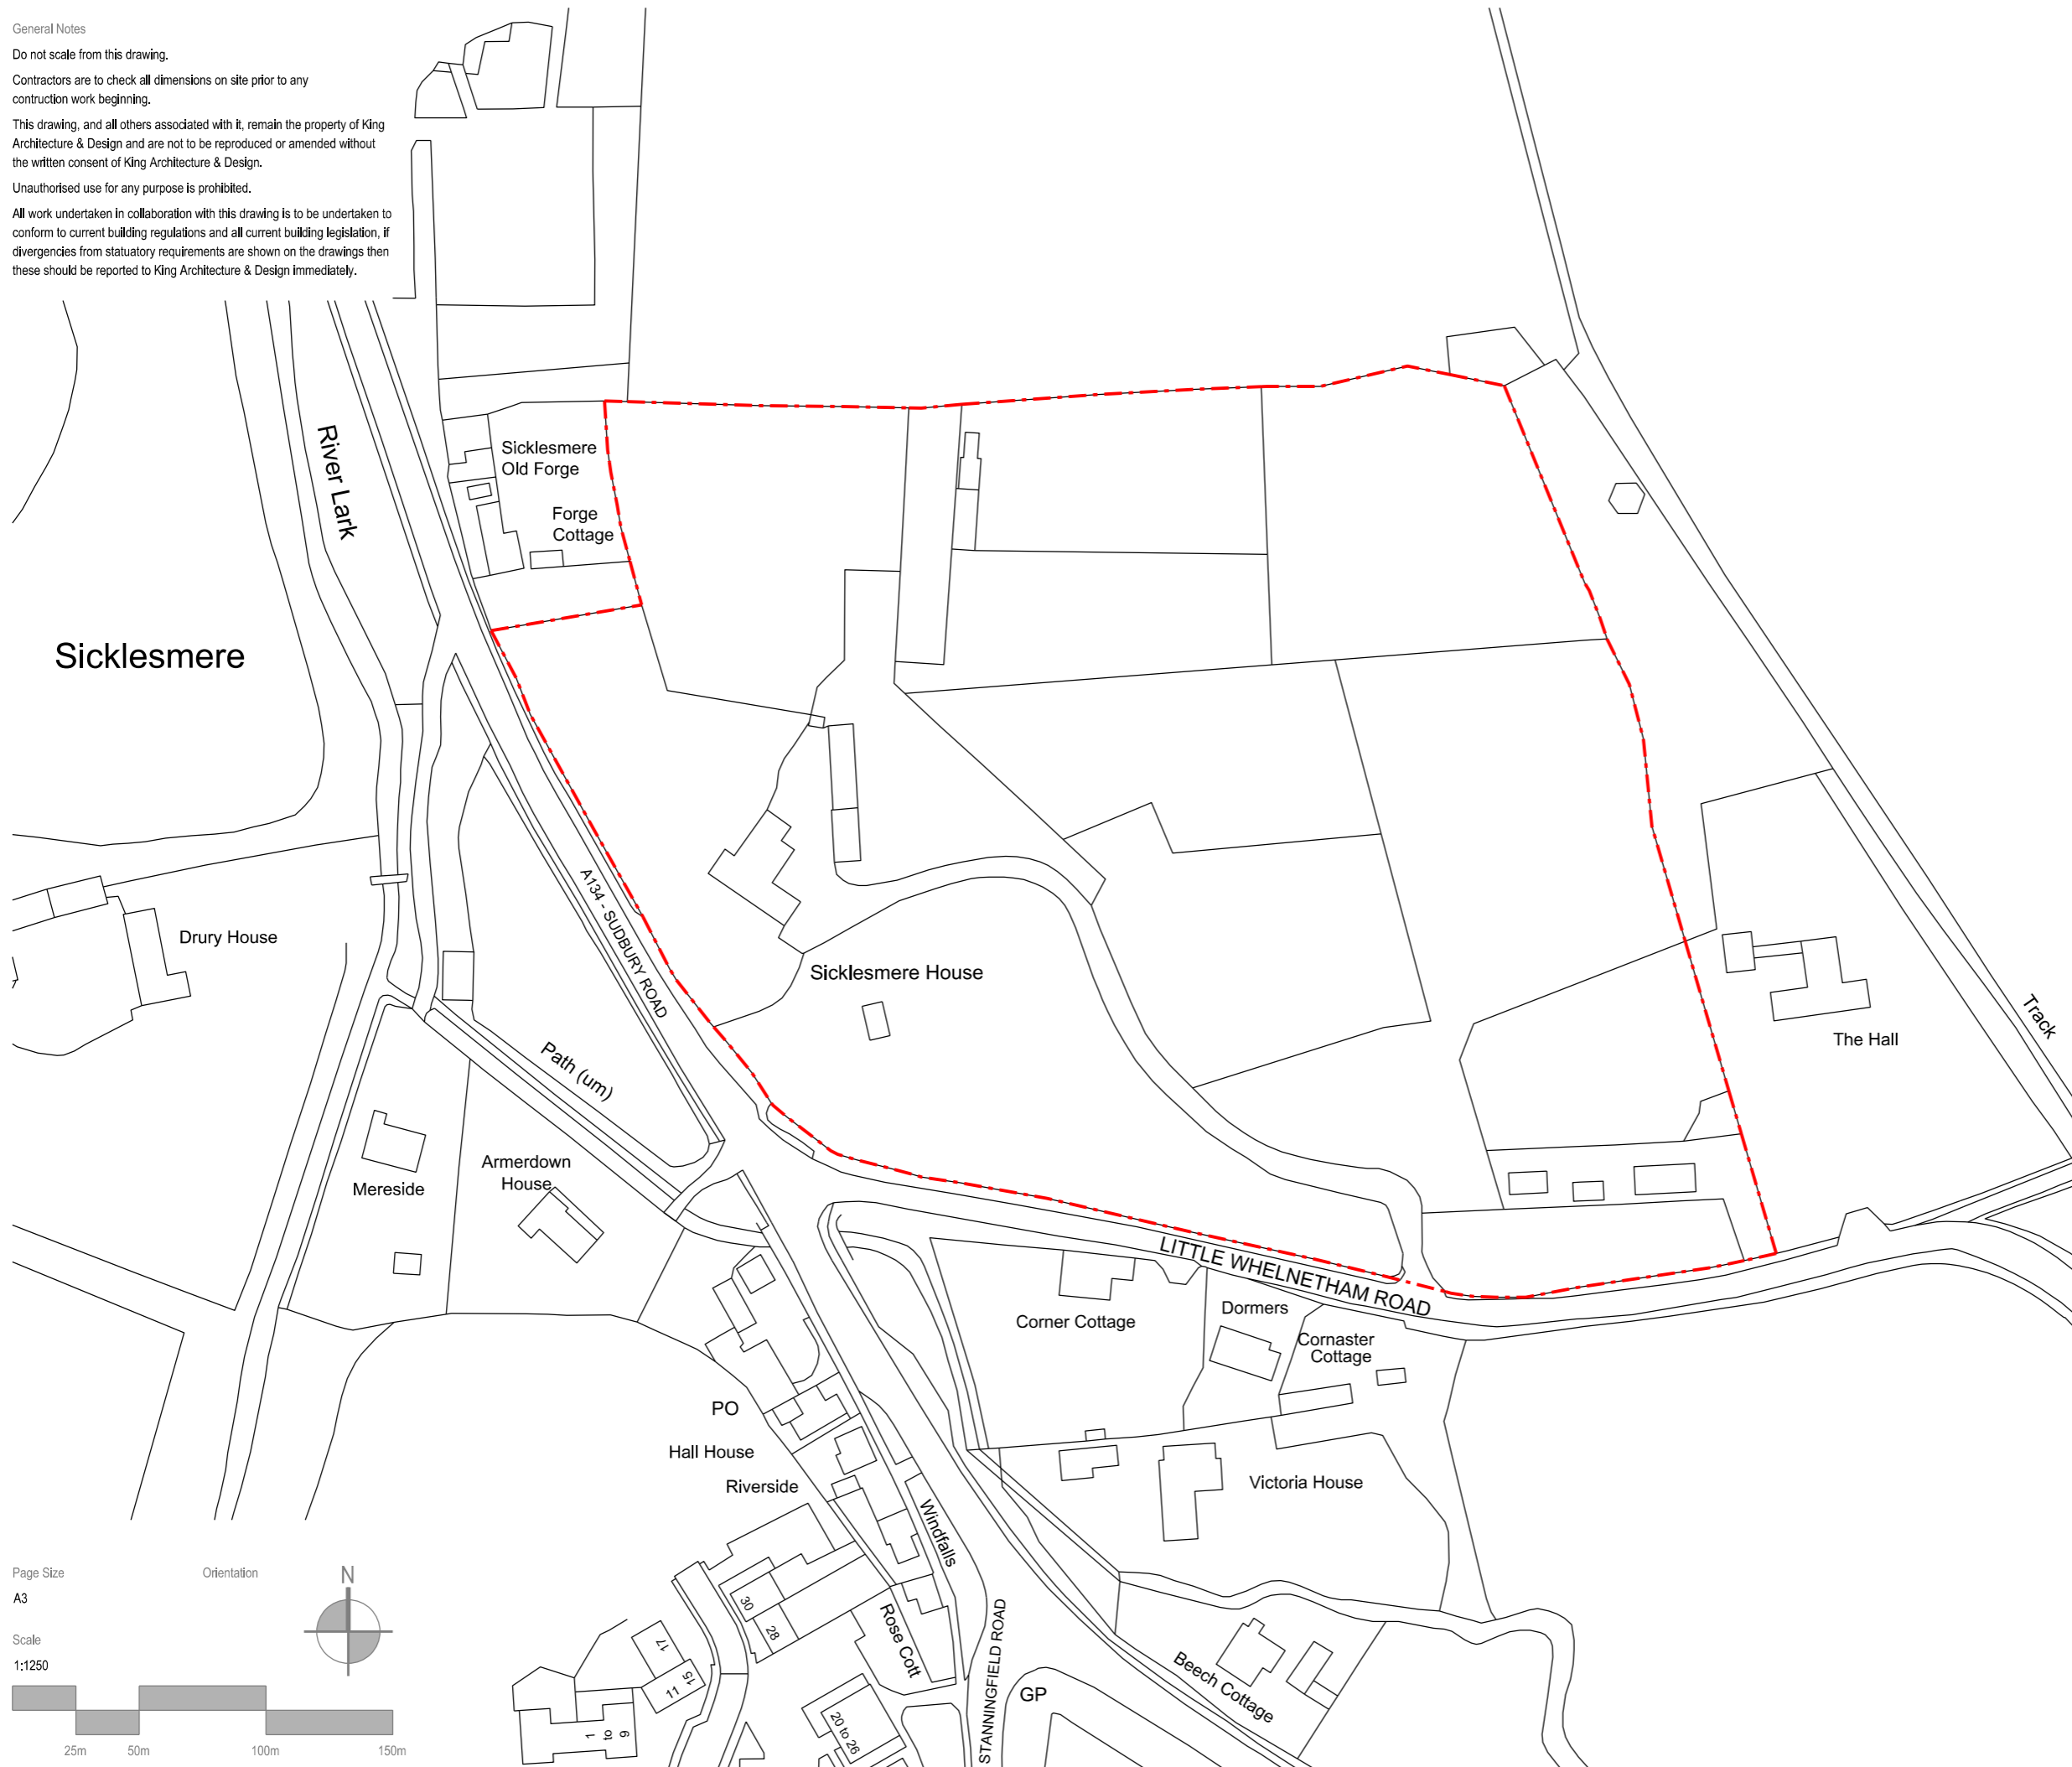 General Notes
Do not scale from this drawing.
Contractors are to check all dimensions on site prior to any
contruction work beginning.
This drawing, and all others associated with it, remain the property of King
Architecture & Design and are not to be reproduced or amended without
the written consent of King Architecture & Design.
Unauthorised use for any purpose is prohibited.
All work undertaken in collaboration with this drawing is to be undertaken to
conform to current building regulations and all current building legislation, if
divergencies from statuatory requirements are shown on the drawings then
these should be reported to King Architecture & Design immediately.
River Lark
Sicklesmere
Old Forge
Forge
Cottage
Sicklesmere
Drury House
A134 - SUDBURY ROAD
Sicklesmere House
Track
The Hall
Path (um)
Armerdown
House
Mereside
LITTLE WHELNETHAM ROAD
Corner Cottage
Dormers
Cornaster
Cottage
PO
Hall House
Riverside
Victoria House
Windfalls
Rose Cott
STANNINGFIELD ROAD
Beech Cottage
GP
30
28
17
15
11
1
to
9
20 to 26
Page Size
A3
Orientation
N
Scale
1:1250
25m
50m
100m
150m